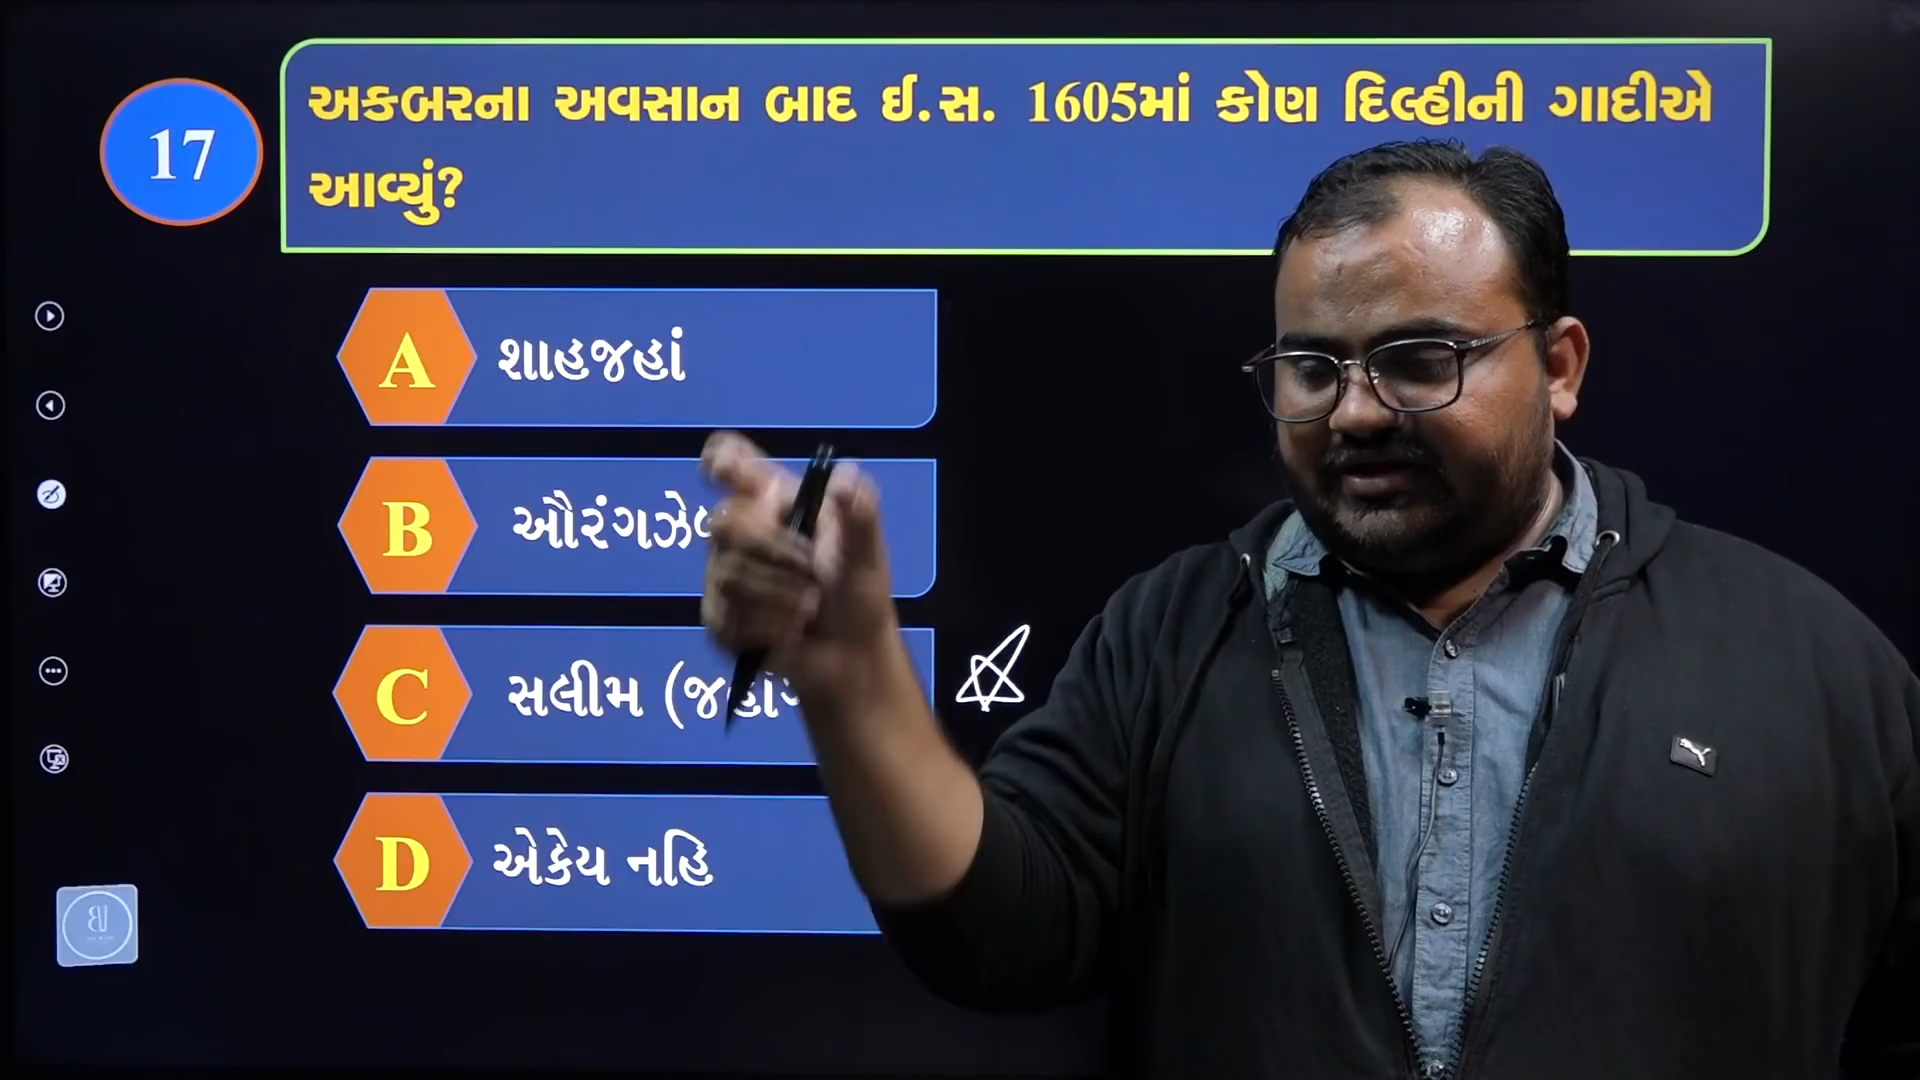 17
અકબરના અવસાન બાદ ઈ.સ. 1605માં કોણ દિલ્હીની ગાદીએ
આવ્યું?
A શાહજહાં
B
C સલીમ
D એકેય નહિ